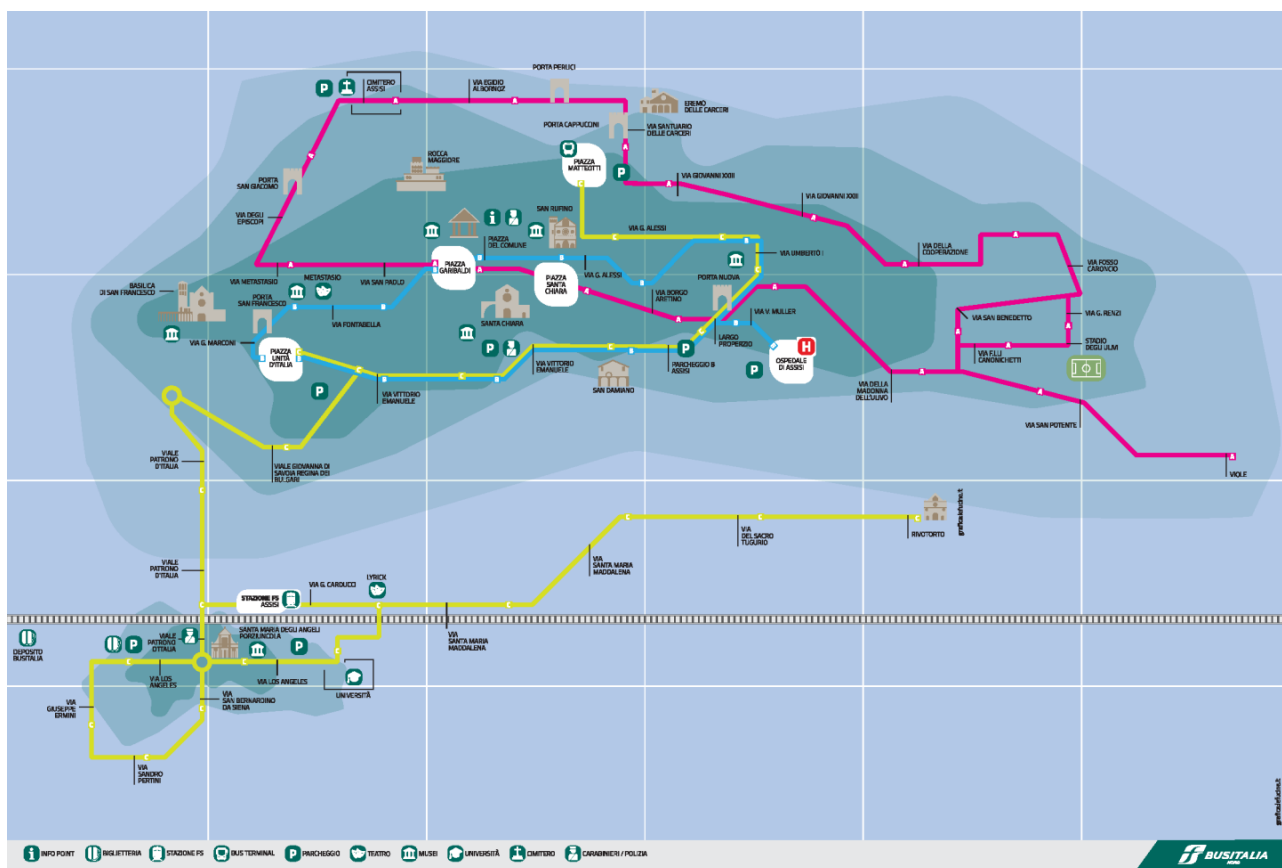 PORTA PERLICI
CIMITERO
ASSISI
VIA EGIDIO
ALBORNOZ
EREMO
DELLE CARCERI
PORTA CAPPUCCINI
VIA SANTUARIO
DELLE CARCERI
ROCCA
MAGGIORE
PIAZZA
MATTEOTTI
PORTA
SAN GIACOMO
VIA GIOVANNI XXIII
VIA GIOVANNI XXIII
VIA DEGLI
EPISCOPI
SAN RUFINO
VIA G. ALESSI
PIAZZA
DEL COMUNE
VIA UMBERTO I
VIA DELLA
COOPERAZIONE
VIA FOSSO
CARONCIO
PIAZZA
GARIBALDI
PIAZZA
SANTA
CHIARA
VIA G. ALESSI
PORTA NUOVA
BASILICA
DI SAN FRANCESCO
VIA METASTASIO
METASTASIO
VIA SAN PAOLO
PORTA
SAN FRANCESCO
VIA FONTEBELLA
SANTA CHIARA
VIA BORGO
ARETINO
VIA V. MULLER
LARGO
PROPERZIO
VIA SAN BENEDETTO
VIA G. RENZI
VIA G. MARCONI
PIAZZA
UNITÀ
D'ITALIA
VIA VITTORIO
EMANUELE
VIA VITTORIO
EMANUELE
SAN DAMIANO
PARCHEGGIO B
ASSISI
H
OSPEDALE
DI ASSISI
VIA F.LLI
CANONICHETTI
STADIO
DEGLI ULIVI
VIA DELLA
MADONNA
DELL'ULIVO
VIA SAN POTENTE
VIOLE
VIALE
PATRONO
D'ITALIA
VIALE GIOVANNA DI
SAVOIA REGINA DEI
BULGARI
graficalefucine.it
RIVOTORTO
VIA
DEL SACRO
TUGURIO
VIA
SANTA MARIA
MADDALENA
VIALE
PATRONO
D'ITALIA
STAZIONE FS
ASSISI
VIA G. CARDUCCI
LYRICK
VIA
SANTA MARIA
MADDALENA
DEPOSITO
BUSITALIA
VIALE
PATRONO
D'ITALIA
SANTA MARIA DEGLI ANGELI
PORZIUNCOLA
VIA LOS
ANGELES
VIA LOS ANGELES
UNIVERSITÀ
VIA
GIUSEPPE
ERMINI
VIA
SAN BERNARDINO
DA SIENA
VIA
SANDRO
PERTINI
graficalefucine.it
INFO POINT
BIGLIETTERIA
STAZIONE FS
BUS TERMINAL
PARCHEGGIO
TEATRO
MUSEI
UNIVERSITÀ
CIMITERO
CARABINIERI / POLIZIA
BUSITALIA